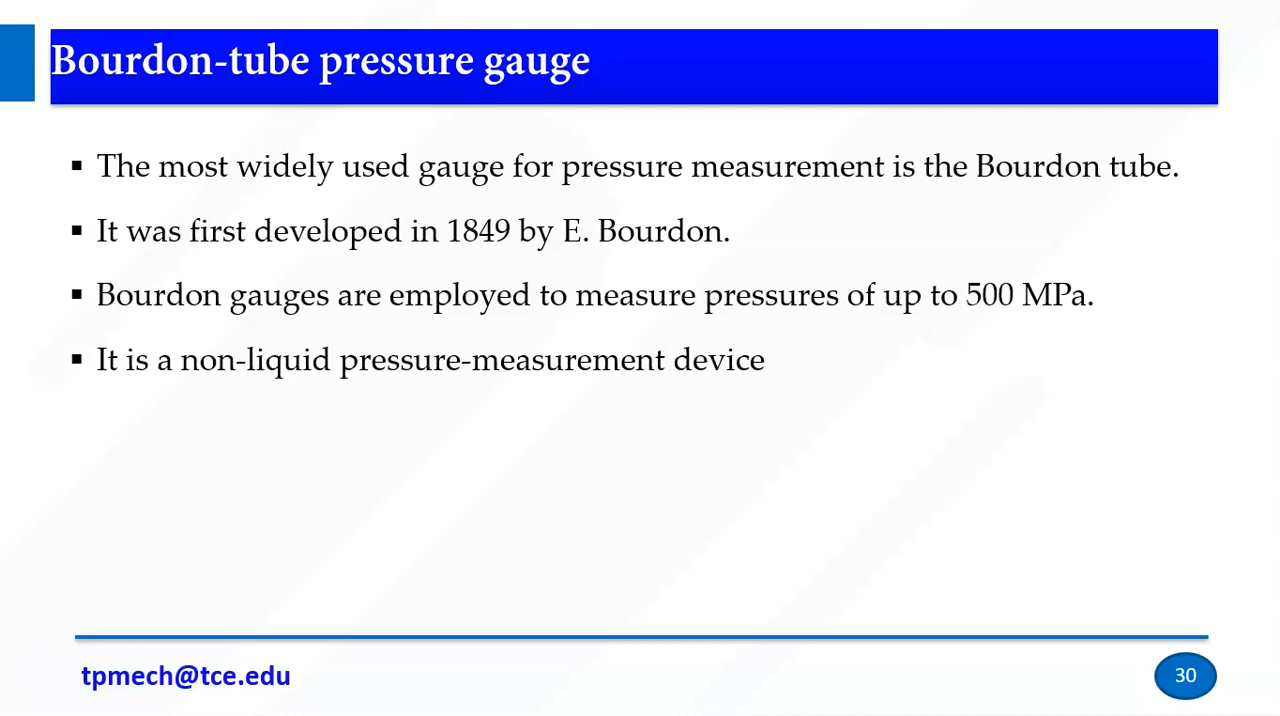 Bourdon-tube pressure gauge
▪ The most widely used gauge for pressure measurement is the Bourdon tube.
▪ It was first developed in 1849 by E. Bourdon.
▪ Bourdon gauges are employed to measure pressures of up to 500 MPa.
▪ It is a non-liquid pressure-measurement device
tpmech@tce.edu
30